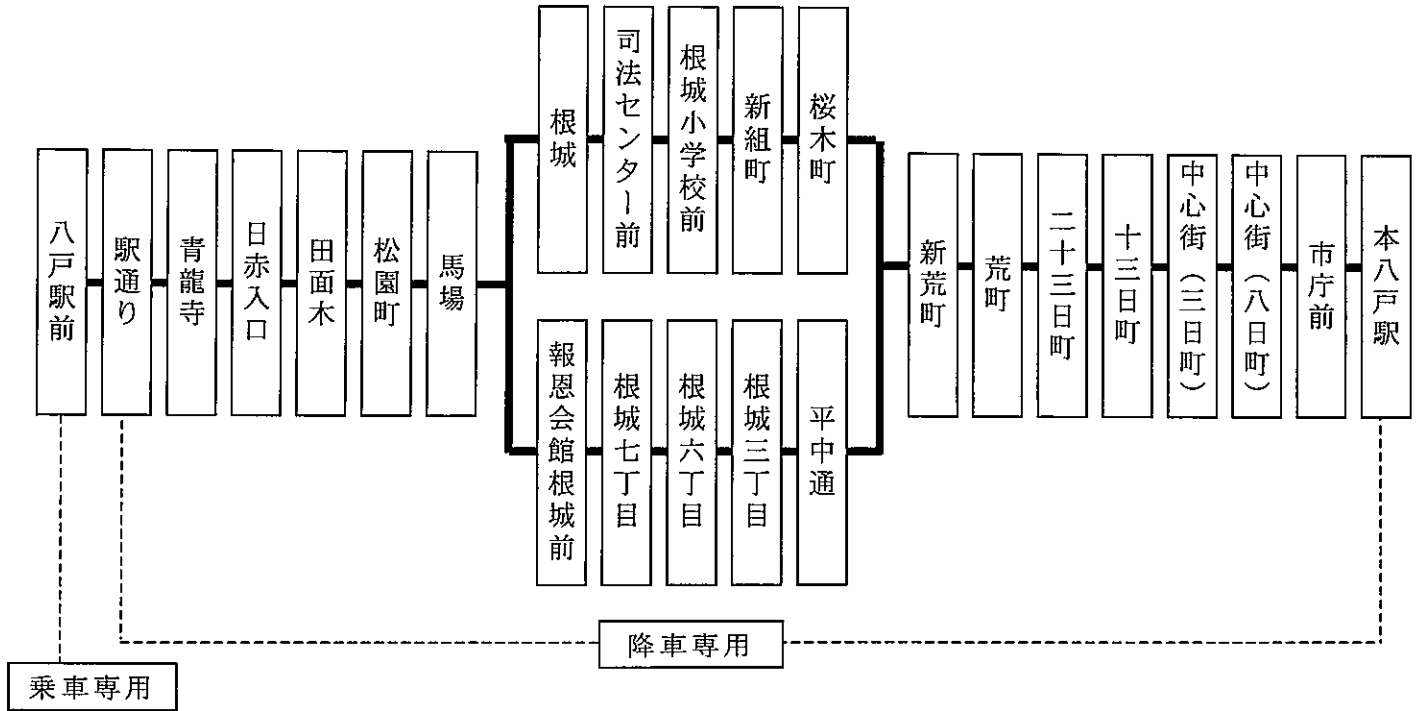 八戸駅前
駅通り
青龍寺
日赤入口
田面木
松園町
馬場
根城
司法センター前
根城小学校前
新組町
桜木町
報恩会館根城前
根城七丁目
根城六丁目
根城三丁目
平中通
新荒町
荒町
二十三日町
十三日町
中心街（三日町）
中心街（八日町）
市庁前
本八戸駅
降車専用
乗車専用